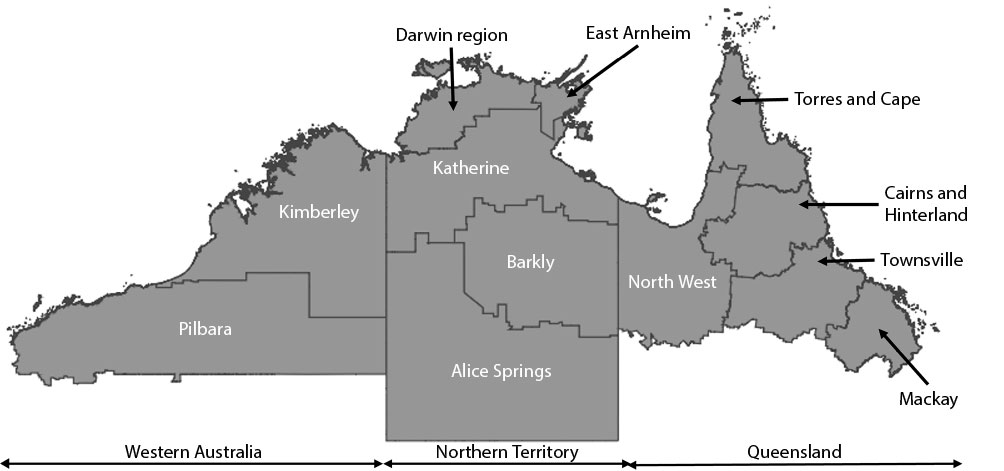 Darwin region
East Arnheim
Torres and Cape
Katherine
Cairns and
Hinterland
Kimberley
Townsville
Barkly
North West
Pilbara
Alice Springs
Mackay
Western Australia
Northern Territory
Queensland